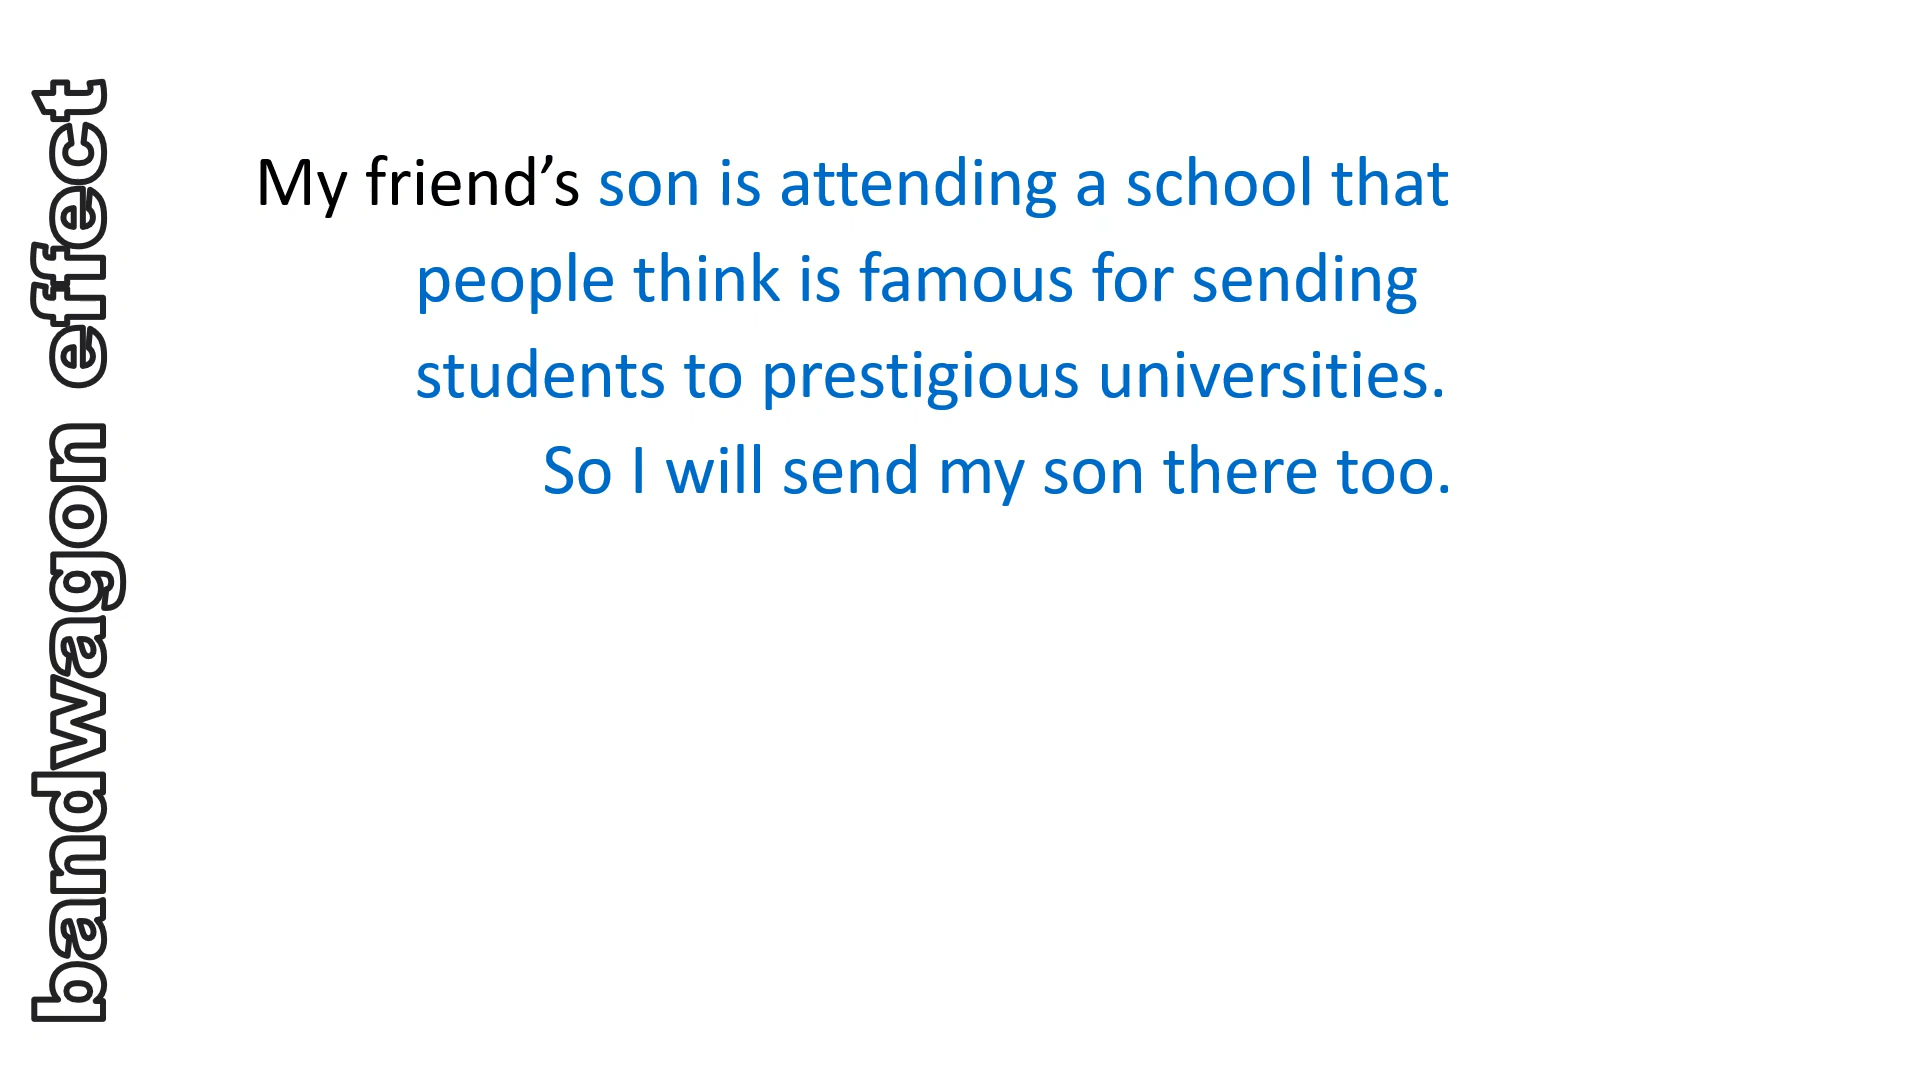 bandwagon effect
My friend’s son is attending a school that
people think is famous for sending
students to prestigious universities.
So I will send my son there too.